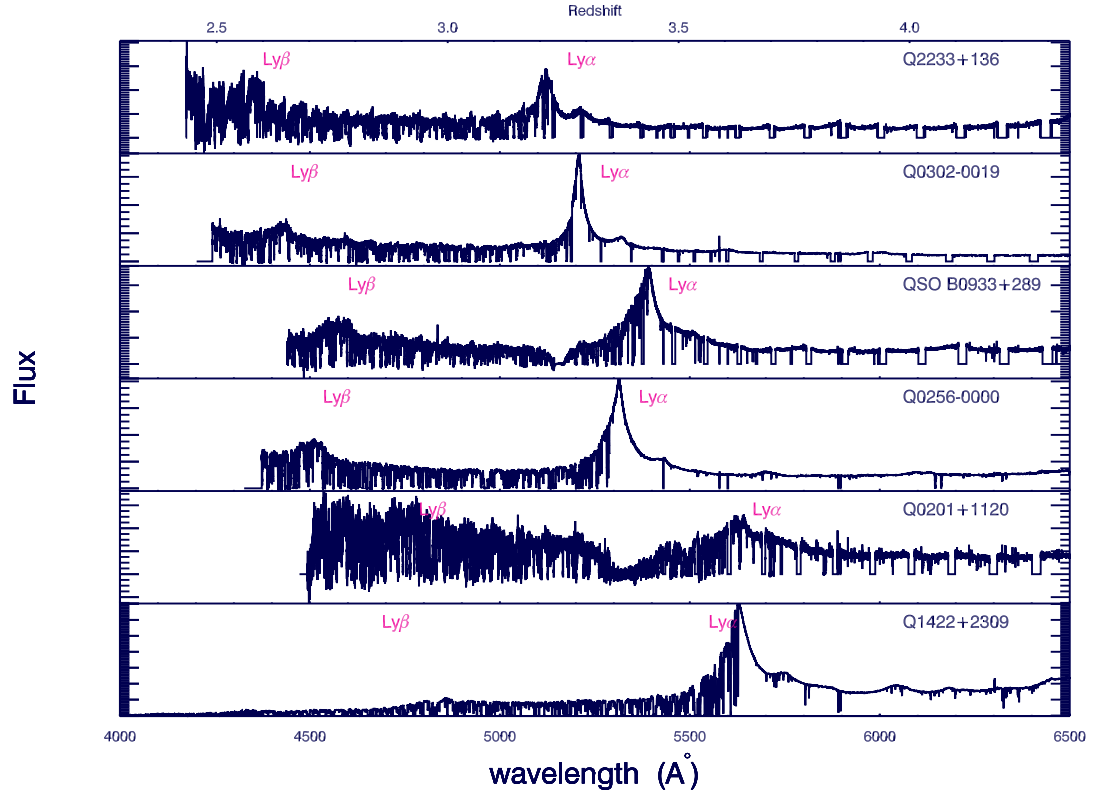 Redshift
2.5 3.0 3.5 4.0
Lyβ Lyα Q2233+136
Lyβ Lyα Q0302-0019
Lyβ Lyα QSO B0933+289
Lyβ Lyα Q0256-0000
Lyβ Lyα Q0201+1120
Lyβ Lyα Q1422+2309
Flux
4000 4500 5000 5500 6000 6500
wavelength (A°)